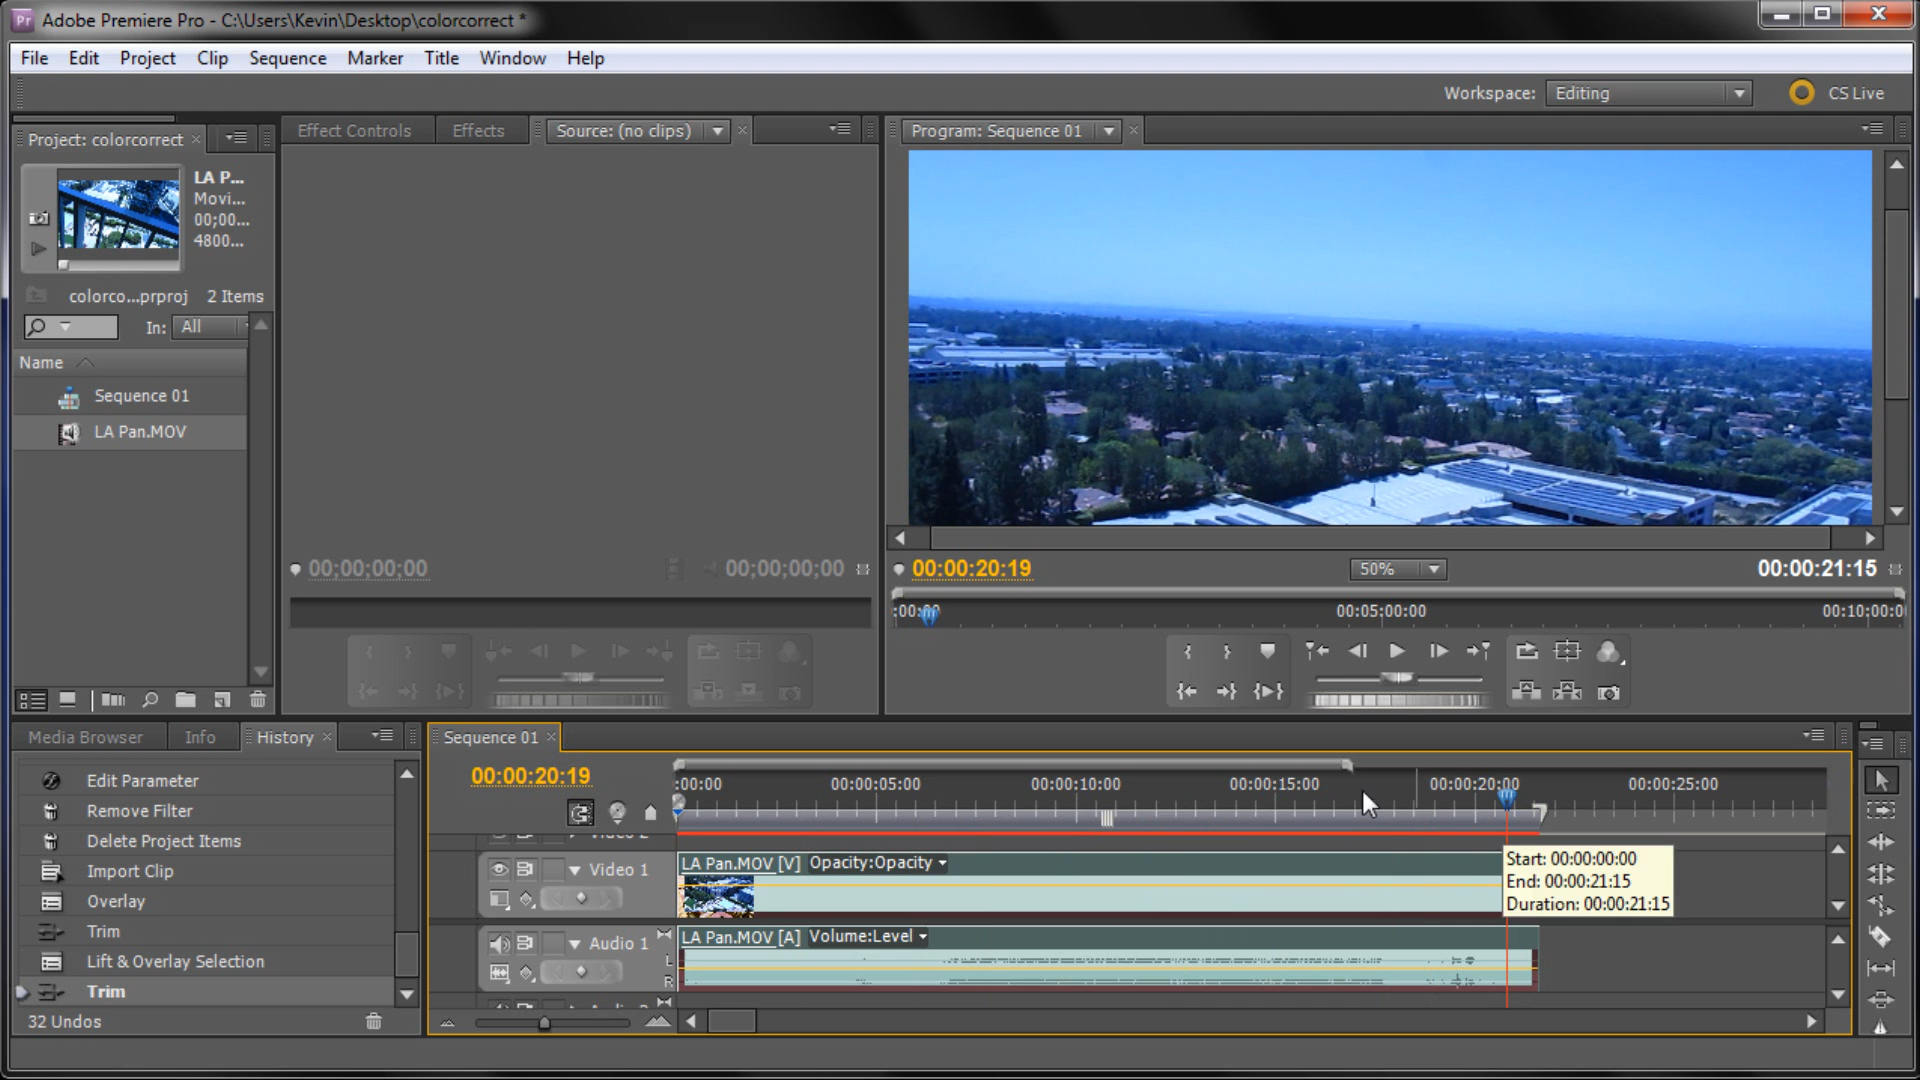 Pr Adobe Premiere Pro - C:\Users\Kevin\Desktop\colorcorrect *
File Edit Project Clip Sequence Marker Title Window Help
Workspace: Editing CS Live
Project: colorcorrect
LA P...
Movi...
00;00...
4800...
colorco...prproj 2 Items
In: All
Name
Sequence 01
LA Pan.MOV
Effect Controls Effects Source: (no clips)
00;00;00;00 00;00;00;00
Program: Sequence 01
00:00:20:19 50% 00:00:21:15
:00:00 00:05:00:00 00:10:00:0
Media Browser Info History
Edit Parameter
Remove Filter
Delete Project Items
Import Clip
Overlay
Trim
Lift & Overlay Selection
Trim
32 Undos
Sequence 01
00:00:20:19
:00:00 00:00:05:00 00:00:10:00 00:00:15:00 00:00:20:00 00:00:25:00
Video 1 LA Pan.MOV [V] Opacity:Opacity
Start: 00:00:00:00
End: 00:00:21:15
Duration: 00:00:21:15
Audio 1 LA Pan.MOV [A] Volume:Level
L
R